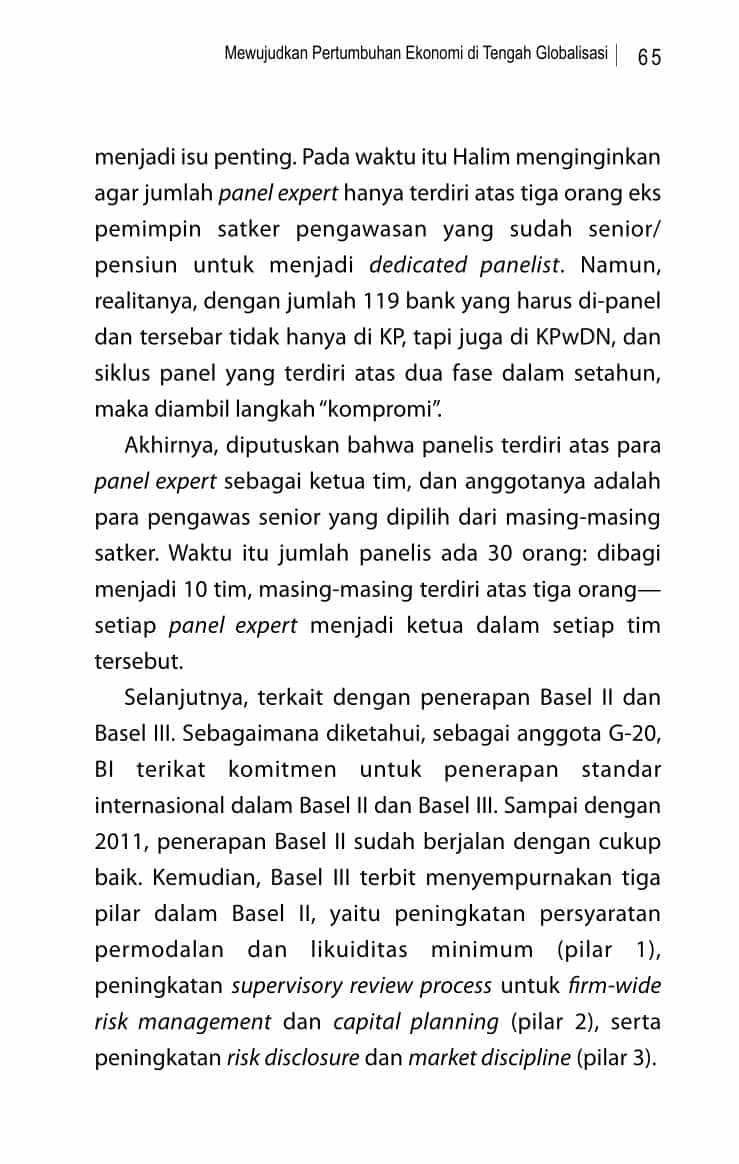 Mewujudkan Pertumbuhan Ekonomi di Tengah Globalisasi | 65
menjadi isu penting. Pada waktu itu Halim menginginkan
agar jumlah panel expert hanya terdiri atas tiga orang eks
pemimpin satker pengawasan yang sudah senior/
pensiun untuk menjadi dedicated panelist. Namun,
realitanya, dengan jumlah 119 bank yang harus di-panel
dan tersebar tidak hanya di KP, tapi juga di KPwDN, dan
siklus panel yang terdiri atas dua fase dalam setahun,
maka diambil langkah “kompromi”.
Akhirnya, diputuskan bahwa panelis terdiri atas para
panel expert sebagai ketua tim, dan anggotanya adalah
para pengawas senior yang dipilih dari masing-masing
satker. Waktu itu jumlah panelis ada 30 orang: dibagi
menjadi 10 tim, masing-masing terdiri atas tiga orang—
setiap panel expert menjadi ketua dalam setiap tim
tersebut.
Selanjutnya, terkait dengan penerapan Basel II dan
Basel III. Sebagaimana diketahui, sebagai anggota G-20,
BI terikat komitmen untuk penerapan standar
internasional dalam Basel II dan Basel III. Sampai dengan
2011, penerapan Basel II sudah berjalan dengan cukup
baik. Kemudian, Basel III terbit menyempurnakan tiga
pilar dalam Basel II, yaitu peningkatan persyaratan
permodalan dan likuiditas minimum (pilar 1),
peningkatan supervisory review process untuk firm-wide
risk management dan capital planning (pilar 2), serta
peningkatan risk disclosure dan market discipline (pilar 3).